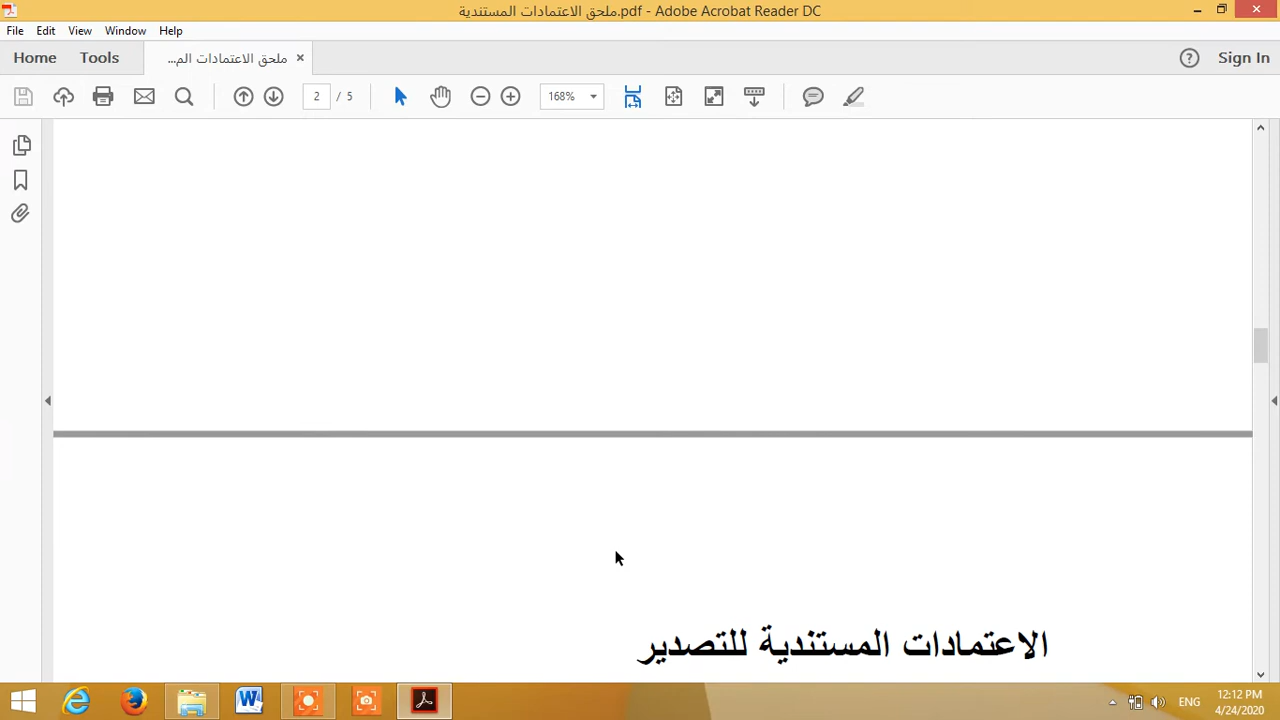 ملحق الاعتمادات المستندية.pdf - Adobe Acrobat Reader DC
File Edit View Window Help
Home Tools ملحق الاعتمادات الم... × Sign In
2 / 5 168%
الاعتمادات المستندية للتصدير
ENG 12:12 PM
4/24/2020